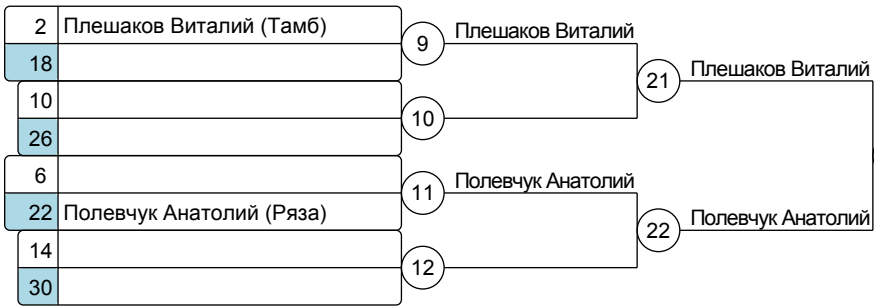 2 Плешаков Виталий (Тамб)
18
9 Плешаков Виталий
10
26
10
21 Плешаков Виталий
6
22 Полевчук Анатолий (Ряза)
11 Полевчук Анатолий
14
30
12
22 Полевчук Анатолий